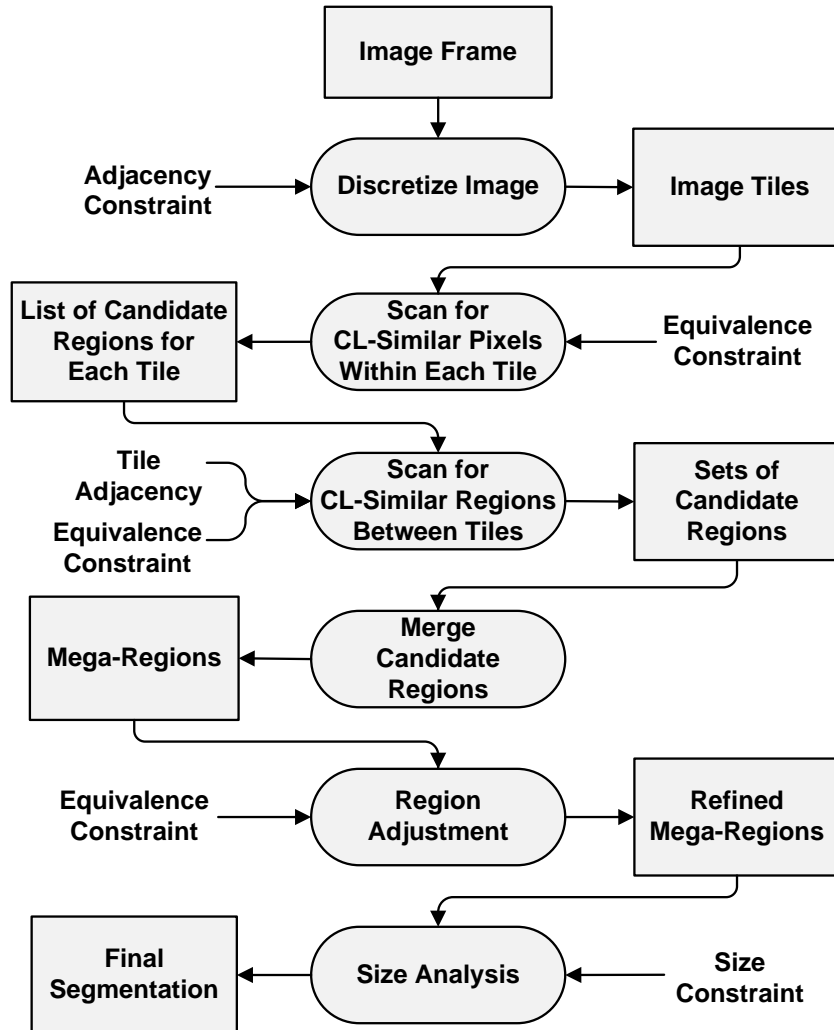 Image Frame
Adjacency
Constraint
Discretize Image
Image Tiles
List of Candidate
Regions for
Each Tile
Scan for
CL-Similar Pixels
Within Each Tile
Equivalence
Constraint
Tile
Adjacency
Equivalence
Constraint
Scan for
CL-Similar Regions
Between Tiles
Sets of
Candidate
Regions
Mega-Regions
Merge
Candidate
Regions
Equivalence
Constraint
Region
Adjustment
Refined
Mega-Regions
Final
Segmentation
Size Analysis
Size
Constraint